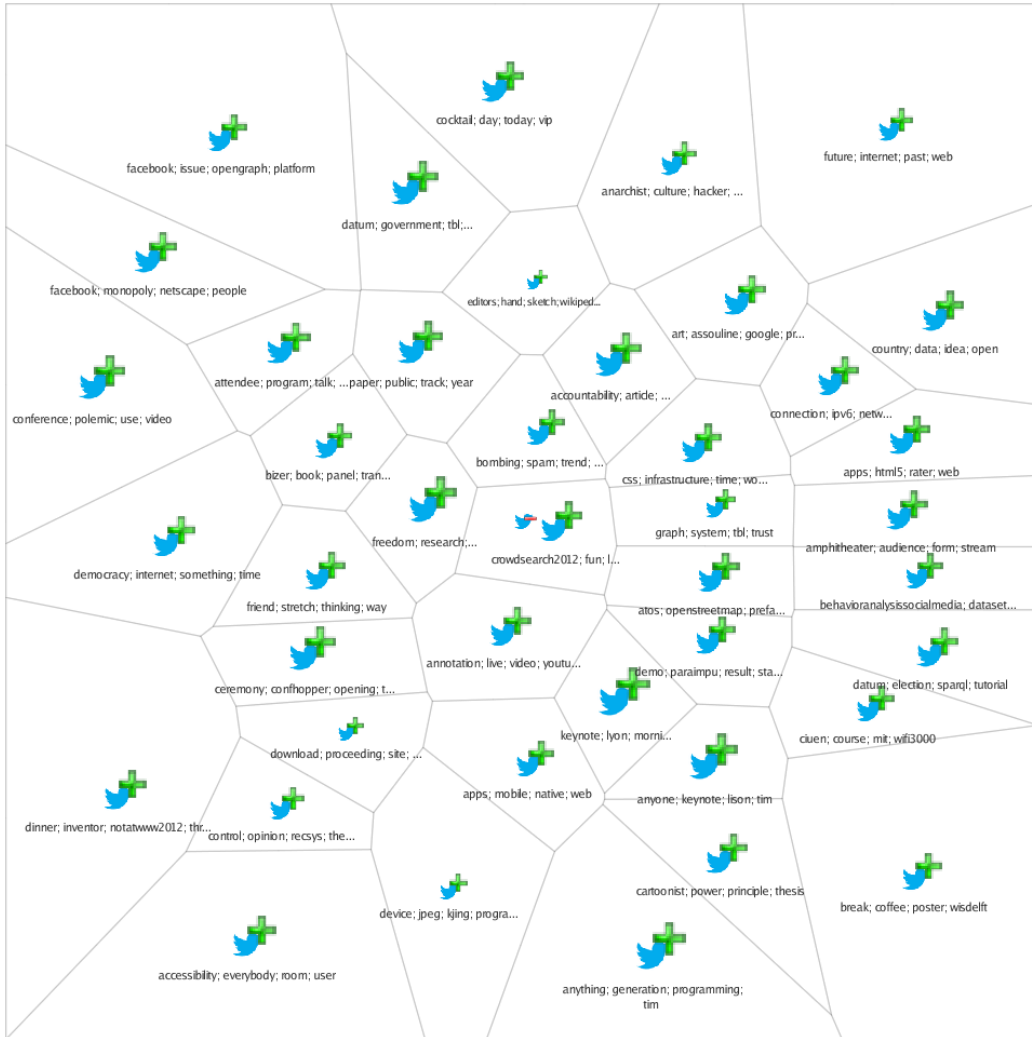 cocktail; day; today; vip
facebook; issue; opengraph; platform
future; internet; past; web
anarchist; culture; hacker; ...
datum; government; tbl;...
facebook; monopoly; netscape; people
editors; hand; sketch; wikiped...
art; assouline; google; pr...
country; data; idea; open
attendee; program; talk; ...
paper; public; track; year
accountability; article; ...
conference; polemic; use; video
connection; ipv6; netw...
bizer; book; panel; tran...
bombing; spam; trend; ...
apps; html5; rater; web
css; infrastructure; time; wo...
graph; system; tbl; trust
freedom; research;...
amphitheater; audience; form; stream
crowdsearch2012; fun; l...
democracy; internet; something; time
friend; stretch; thinking; way
atos; openstreetmap; prefa...
behavioranalysissocialmedia; dataset...
annotation; live; video; youtu...
demo; paraimpu; result; sta...
ceremony; confhopper; opening; t...
datum; election; sparql; tutorial
keynote; lyon; morni...
ciuen; course; mit; wifi3000
download; proceeding; site; ...
apps; mobile; native; web
anyone; keynote; lison; tim
dinner; inventor; notatwww2012; thr...
control; opinion; recsys; the...
cartoonist; power; principle; thesis
break; coffee; poster; wisdelft
device; jpeg; kjing; progra...
accessibility; everybody; room; user
anything; generation; programming;
tim